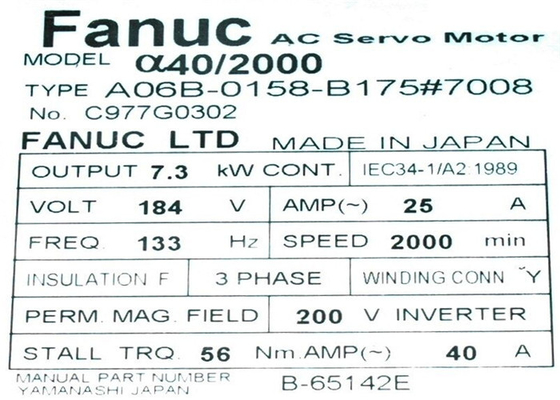 Fanuc AC Servo Motor
MODEL α40/2000
TYPE A06B-0158-B175#7008
No. C977G0302
FANUC LTD MADE IN JAPAN
OUTPUT 7.3 kW CONT. IEC34-1/A2:1989
VOLT 184 V AMP(~) 25 A
FREQ. 133 Hz SPEED 2000 min
INSULATION F 3 PHASE WINDING CONN Y
PERM. MAG. FIELD 200 V INVERTER
STALL TRQ. 56 Nm.AMP(~) 40 A
MANUAL PART NUMBER B-65142E
YAMANASHI JAPAN